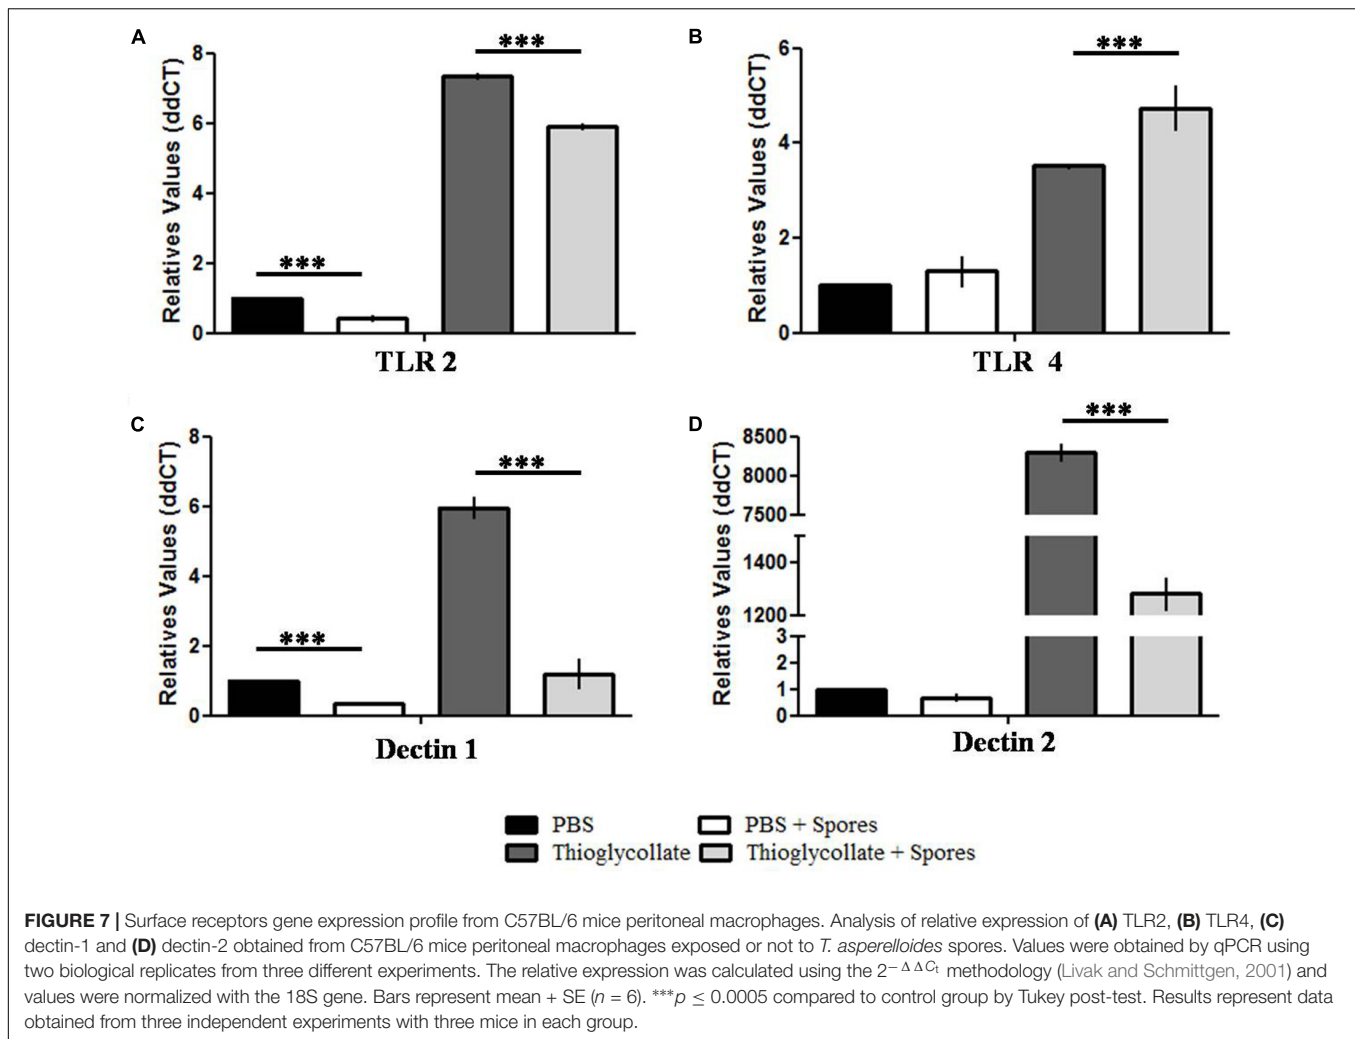 A
Relatives Values (ddCT)
8
6
4
2
0
***
***
TLR 2
B
Relatives Values (ddCT)
6
4
2
0
***
TLR 4
C
Relatives Values (ddCT)
8
6
4
2
0
***
***
Dectin 1
D
Relatives Values (ddCT)
8500
8000
7500
1400
1200
3
2
1
0
***
Dectin 2
PBS PBS + Spores
Thioglycollate Thioglycollate + Spores
FIGURE 7 | Surface receptors gene expression profile from C57BL/6 mice peritoneal macrophages. Analysis of relative expression of (A) TLR2, (B) TLR4, (C)
dectin-1 and (D) dectin-2 obtained from C57BL/6 mice peritoneal macrophages exposed or not to T. asperelloides spores. Values were obtained by qPCR using
two biological replicates from three different experiments. The relative expression was calculated using the 2−ΔΔCt methodology (Livak and Schmittgen, 2001) and
values were normalized with the 18S gene. Bars represent mean + SE (n = 6). ***p ≤ 0.0005 compared to control group by Tukey post-test. Results represent data
obtained from three independent experiments with three mice in each group.